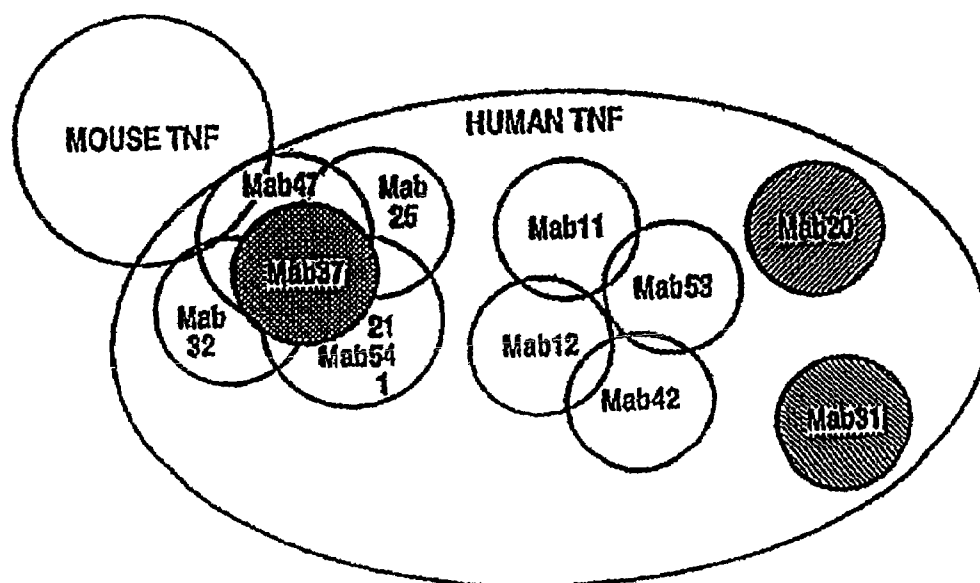 MOUSE TNF
HUMAN TNF
Mab47
Mab
25
Mab37
Mab
32
21
Mab54
1
Mab11
Mab53
Mab12
Mab42
Mab20
Mab31